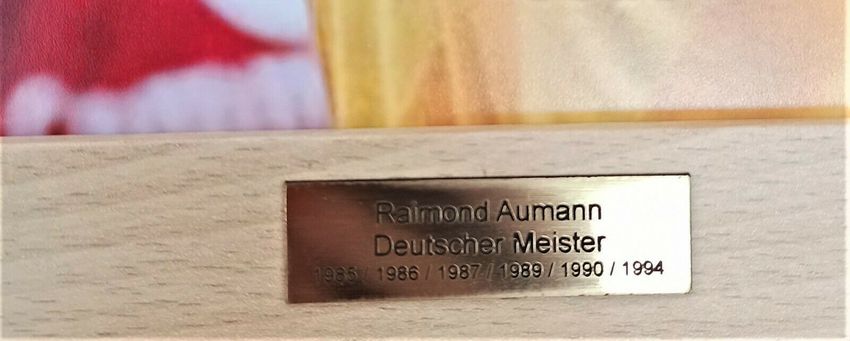 Raimond Aumann
Deutscher Meister
1985 / 1986 / 1987 / 1989 / 1990 / 1994